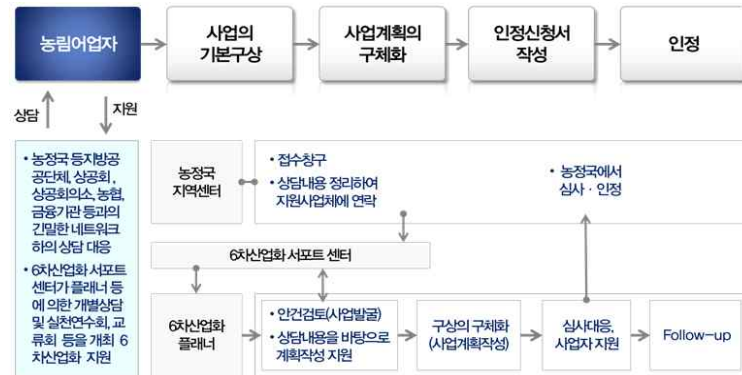 농림어업자
사업의
기본구상
사업계획의
구체화
인정신청서
작성
인정
상담
지원
• 농정국 등지방공
공단체, 상공회,
상공회의소, 농협,
금융기관 등과의
긴밀한 네트워크
하의 상담 대응
• 6차산업화 서포트
센터가 플래너 등
에 의한 개별상담
및 실천연수회, 교
류회 등을 개최 6
차산업화 지원
농정국
지역센터
• 접수창구
• 상담내용 정리하여
지원사업체에 연락
• 농정국에서
심사 · 인정
6차산업화 서포트 센터
6차산업화
플래너
• 안건검토(사업발굴)
• 상담내용을 바탕으로
계획작성 지원
구상의 구체화
(사업계획작성)
심사대응,
사업자 지원
Follow-up